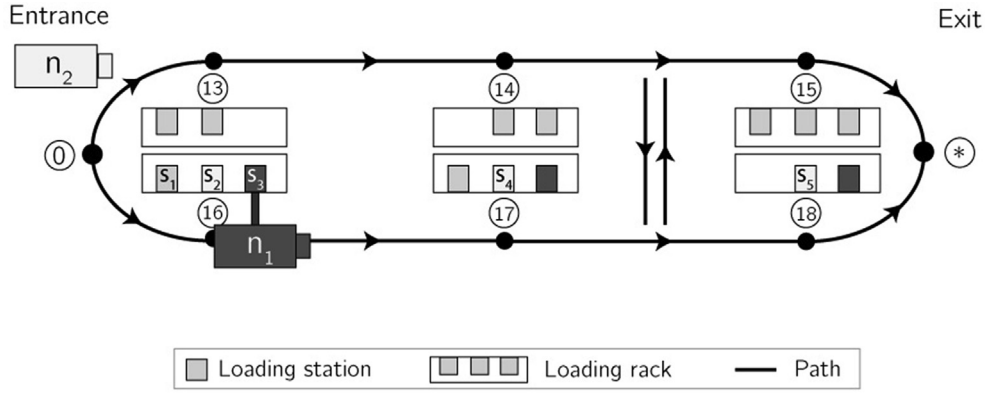 Entrance
Exit
n2
13
14
15
0
*
S1 S2 S3
S4
S5
16
17
18
n1
Loading station
Loading rack
Path